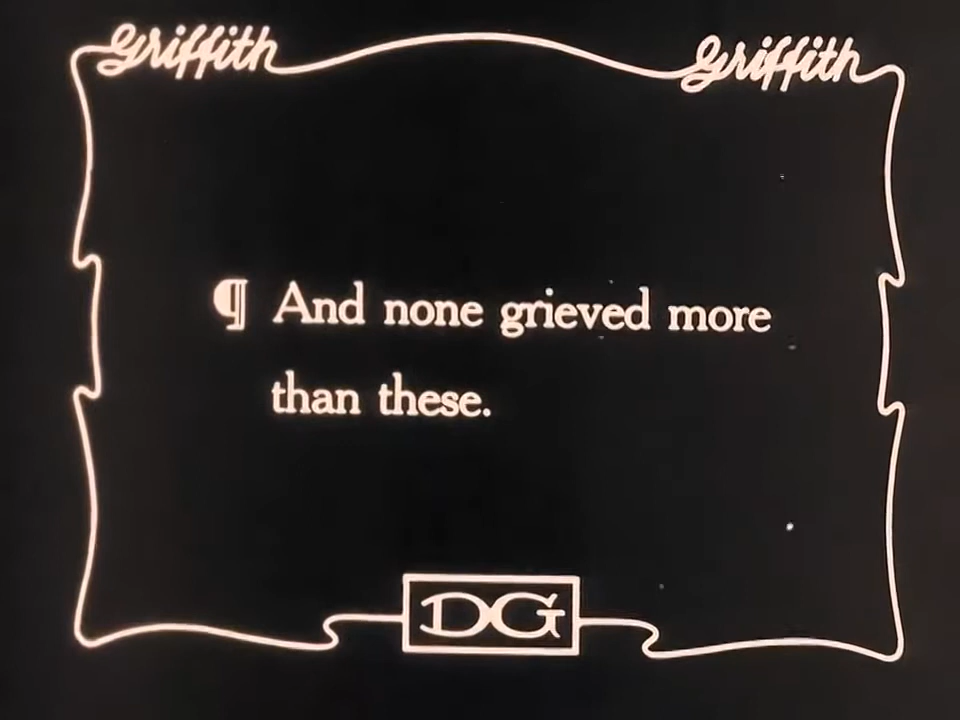 Griffith Griffith
¶ And none grieved more
than these.
DG